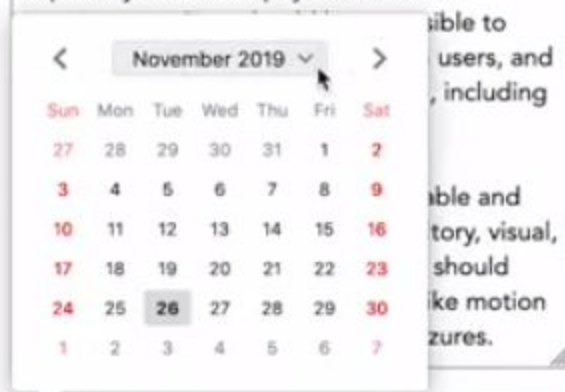 sible to
November 2019
users, and
, including
Sun Mon Tue Wed Thu Fri Sat
27 28 29 30 31 1 2
3 4 5 6 7 8 9
able and
10 11 12 13 14 15 16
tory, visual,
17 18 19 20 21 22 23
should
24 25 26 27 28 29 30
ike motion
zures.
1 2 3 4 5 6 7